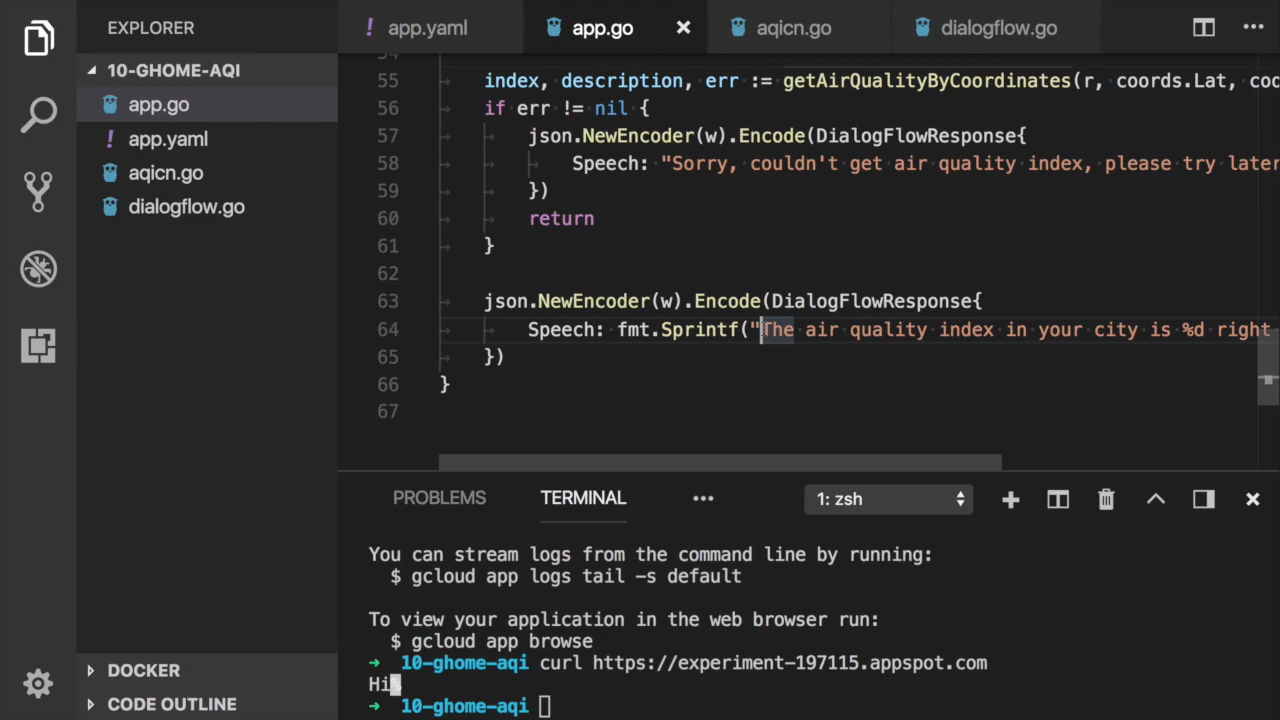 EXPLORER
10-GHOME-AQI
app.go
! app.yaml
aqicn.go
dialogflow.go
DOCKER
CODE OUTLINE
! app.yaml
app.go
aqicn.go
dialogflow.go
54
55 index, description, err := getAirQualityByCoordinates(r, coords.Lat, coo
56 if err != nil {
57 json.NewEncoder(w).Encode(DialogFlowResponse{
58 Speech: "Sorry, couldn't get air quality index, please try later
59 })
60 return
61 }
62
63 json.NewEncoder(w).Encode(DialogFlowResponse{
64 Speech: fmt.Sprintf("The air quality index in your city is %d right
65 })
66 }
67
PROBLEMS TERMINAL ••• 1: zsh
You can stream logs from the command line by running:
$ gcloud app logs tail -s default
To view your application in the web browser run:
$ gcloud app browse
➜ 10-ghome-aqi curl https://experiment-197115.appspot.com
Hi%
➜ 10-ghome-aqi